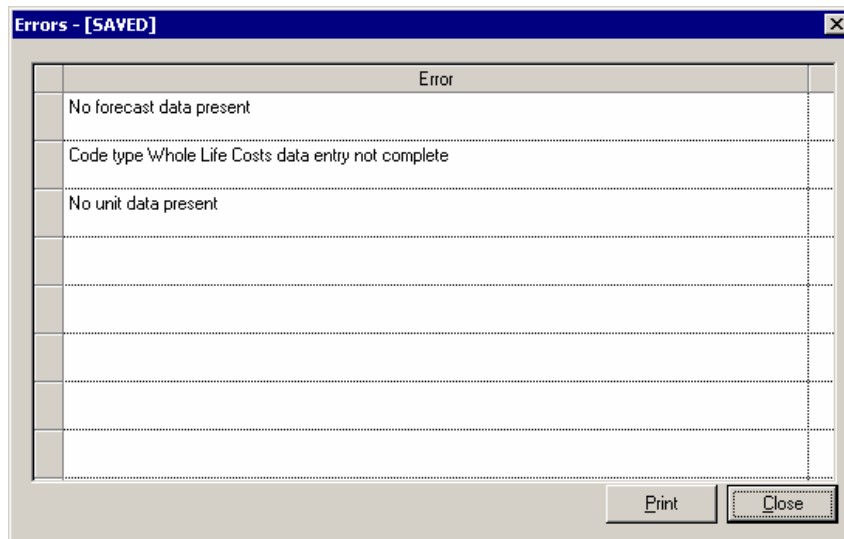 Errors - [SAVED]
Error
No forecast data present
Code type Whole Life Costs data entry not complete
No unit data present
Print
Close